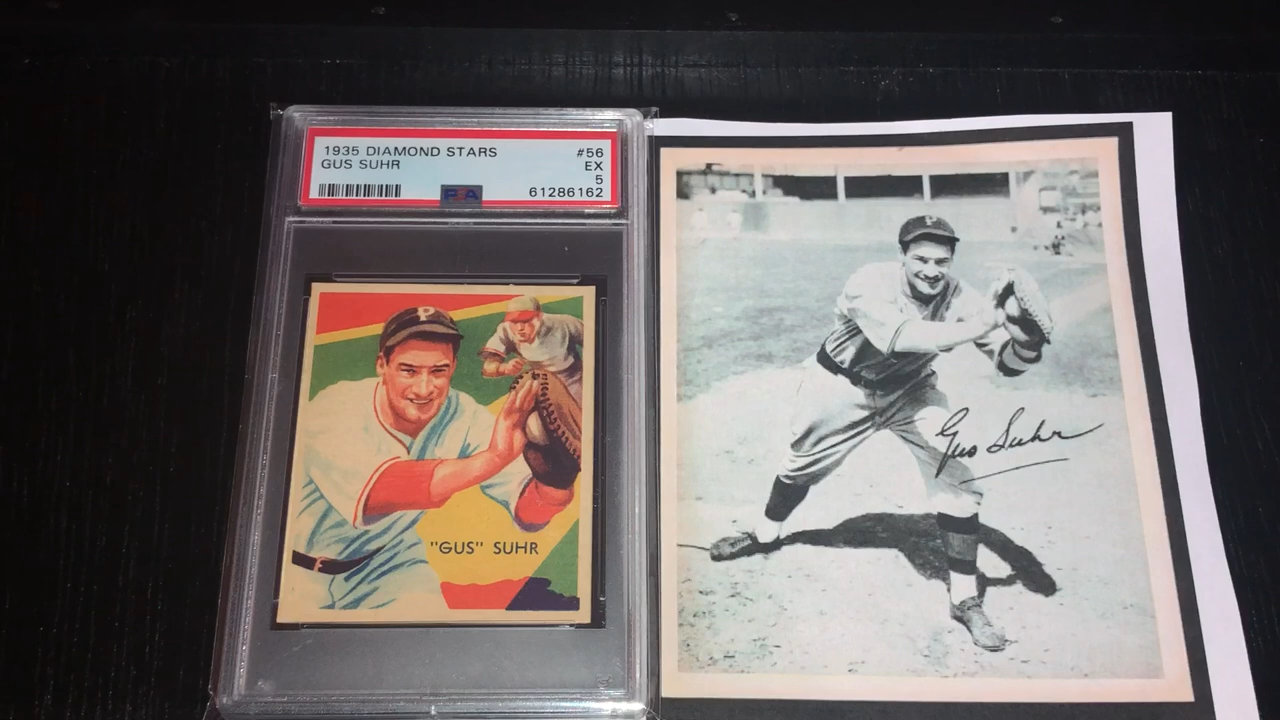 1935 DIAMOND STARS #56
GUS SUHR EX
5
61286162
PSA
P
"GUS" SUHR
P
Gus Suhr